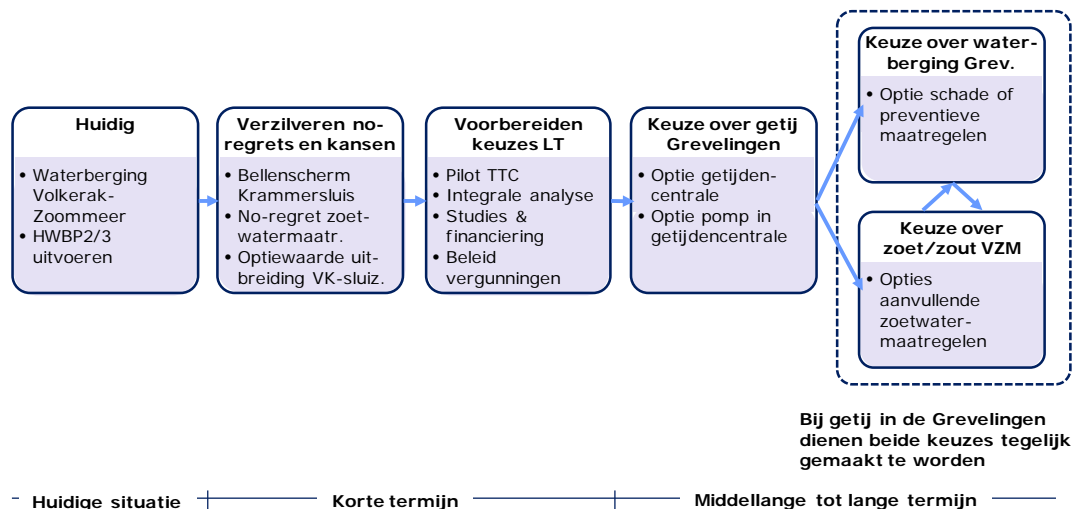 Huidig
• Waterberging
Volkerak-
Zoommeer
• HWBP2/3
uitvoeren
Verzilveren no-
regrets en kansen
• Bellenscherm
Krammersluis
• No-regret zoet-
watermaatr.
• Optiewaarde uit-
breiding VK-sluiz.
Voorbereiden
keuzes LT
• Pilot TTC
• Integrale analyse
• Studies &
financiering
• Beleid
vergunningen
Keuze over getij
Grevelingen
• Optie getijden-
centrale
• Optie pomp in
getijdencentrale
Keuze over water-
berging Grev.
• Optie schade of
preventieve
maatregelen
Keuze over
zoet/zout VZM
• Opties
aanvullende
zoetwater-
maatregelen
Bij getij in de Grevelingen
dienen beide keuzes tegelijk
gemaakt te worden
Huidige situatie
Korte termijn
Middellange tot lange termijn